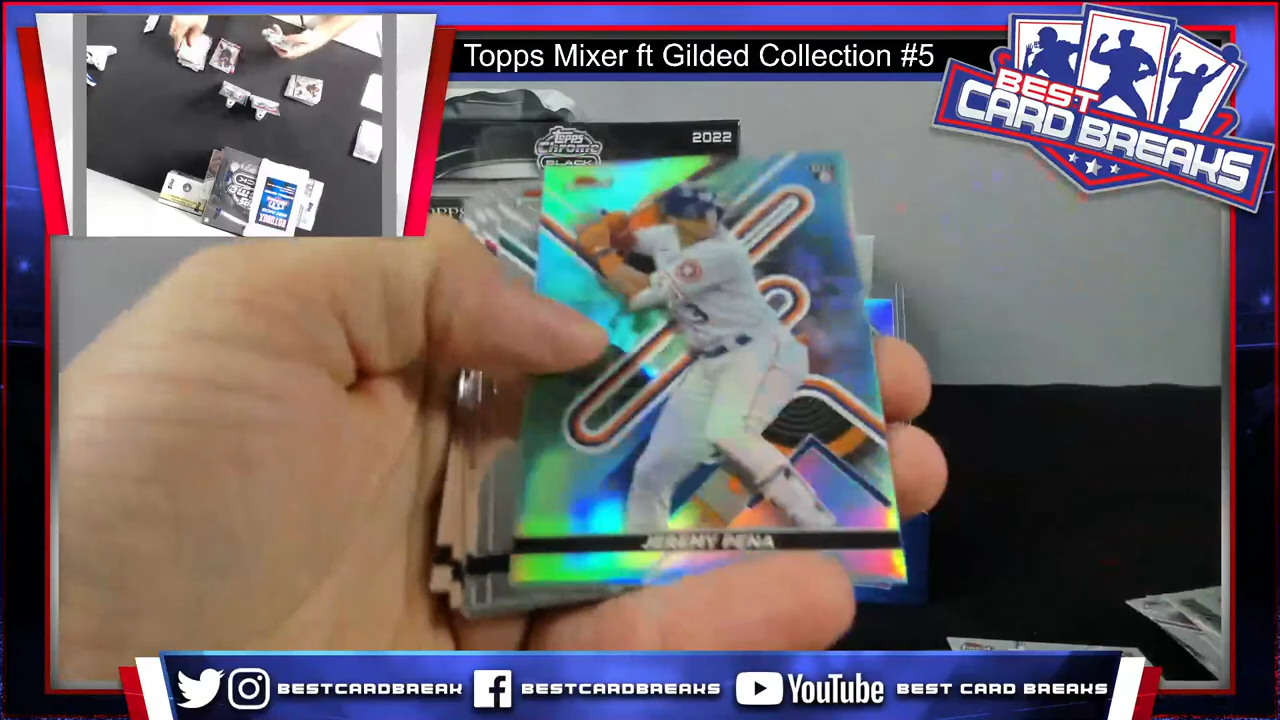 Topps Mixer ft Gilded Collection #5
BEST
CARD BREAKS
2022
Topps
Chrome
BLACK
JEREMY PENA
BESTCARDBREAK
BESTCARDBREAKS
YouTube
BEST CARD BREAKS